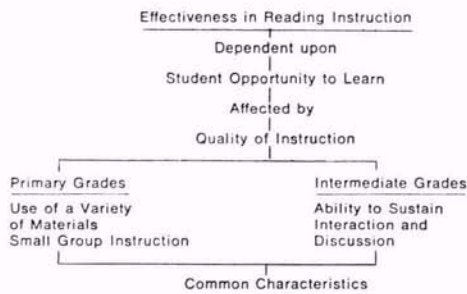 Effectiveness in Reading Instruction
Dependent upon
Student Opportunity to Learn
Affected by
Quality of Instruction
Primary Grades
Use of a Variety
of Materials
Small Group Instruction
Intermediate Grades
Ability to Sustain
Interaction and
Discussion
Common Characteristics